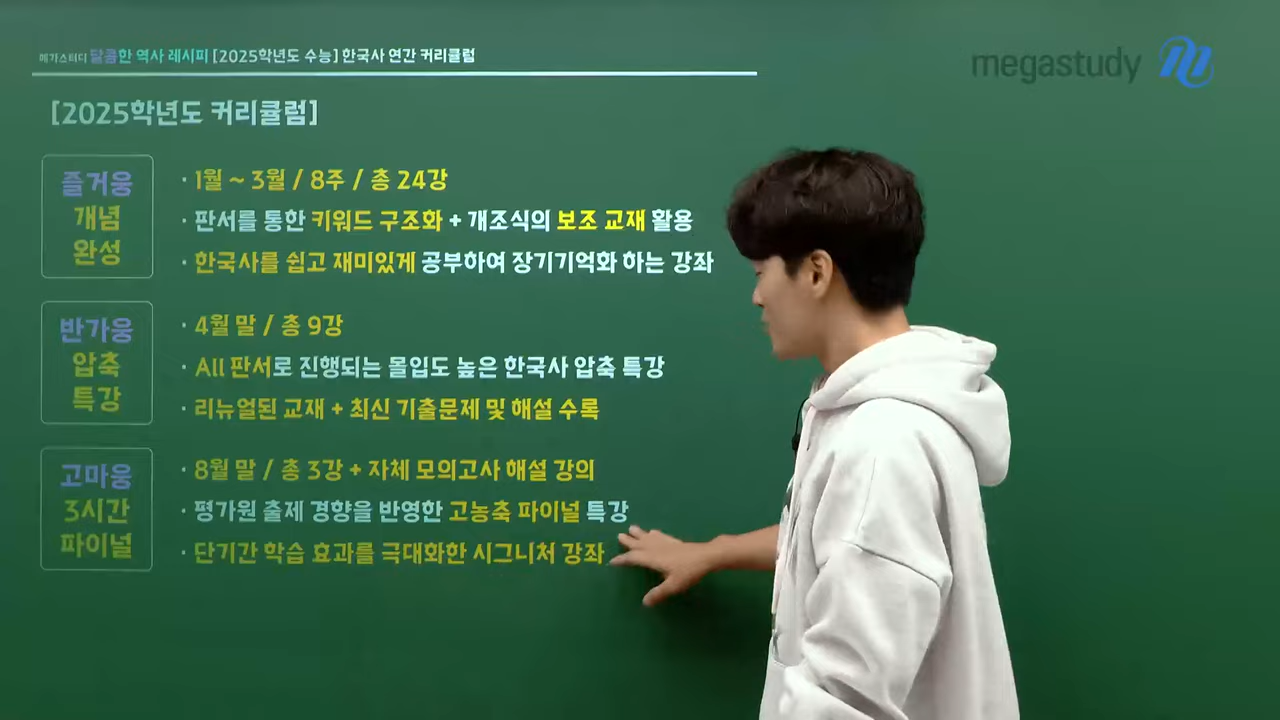 메가스터디 달콤한 역사 레시피 [2025학년도 수능] 한국사 연간 커리큘럼
megastudy
[2025학년도 커리큘럼]
즐거웅
개념
완성
· 1월 ~ 3월 / 8주 / 총 24강
· 판서를 통한 키워드 구조화 + 개조식의 보조 교재 활용
· 한국사를 쉽고 재미있게 공부하여 장기기억화 하는 강좌
반가웅
압축
특강
· 4월 말 / 총 9강
· All 판서로 진행되는 몰입도 높은 한국사 압축 특강
· 리뉴얼된 교재 + 최신 기출문제 및 해설 수록
고마웅
3시간
파이널
· 8월 말 / 총 3강 + 자체 모의고사 해설 강의
· 평가원 출제 경향을 반영한 고농축 파이널 특강
· 단기간 학습 효과를 극대화한 시그니처 강좌